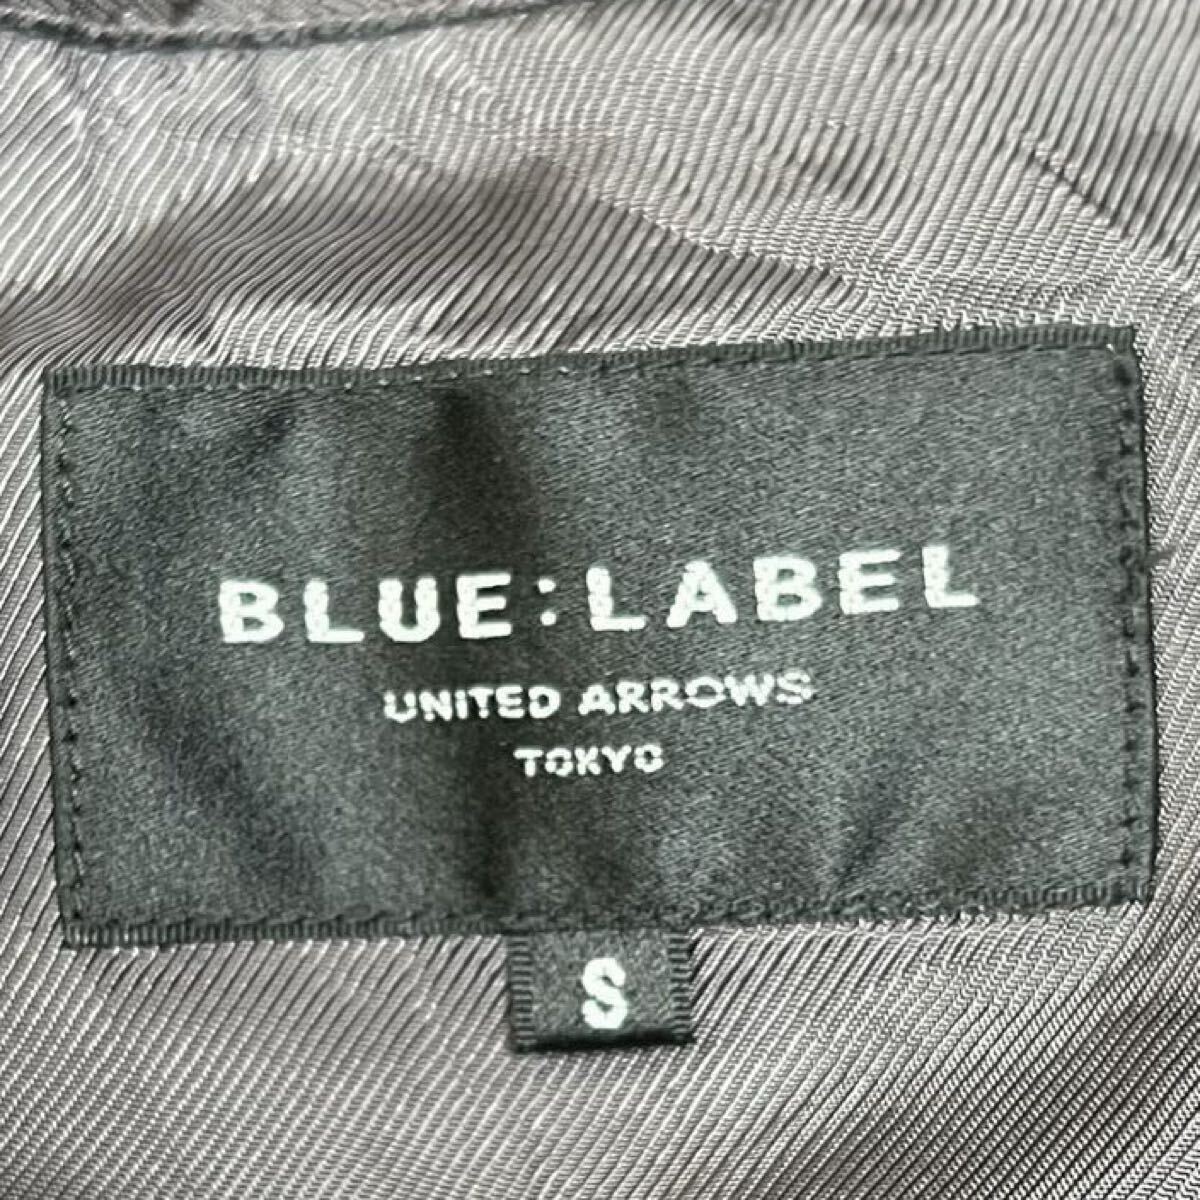 BLUE:LABEL
UNITED ARROWS
TOKYO
S